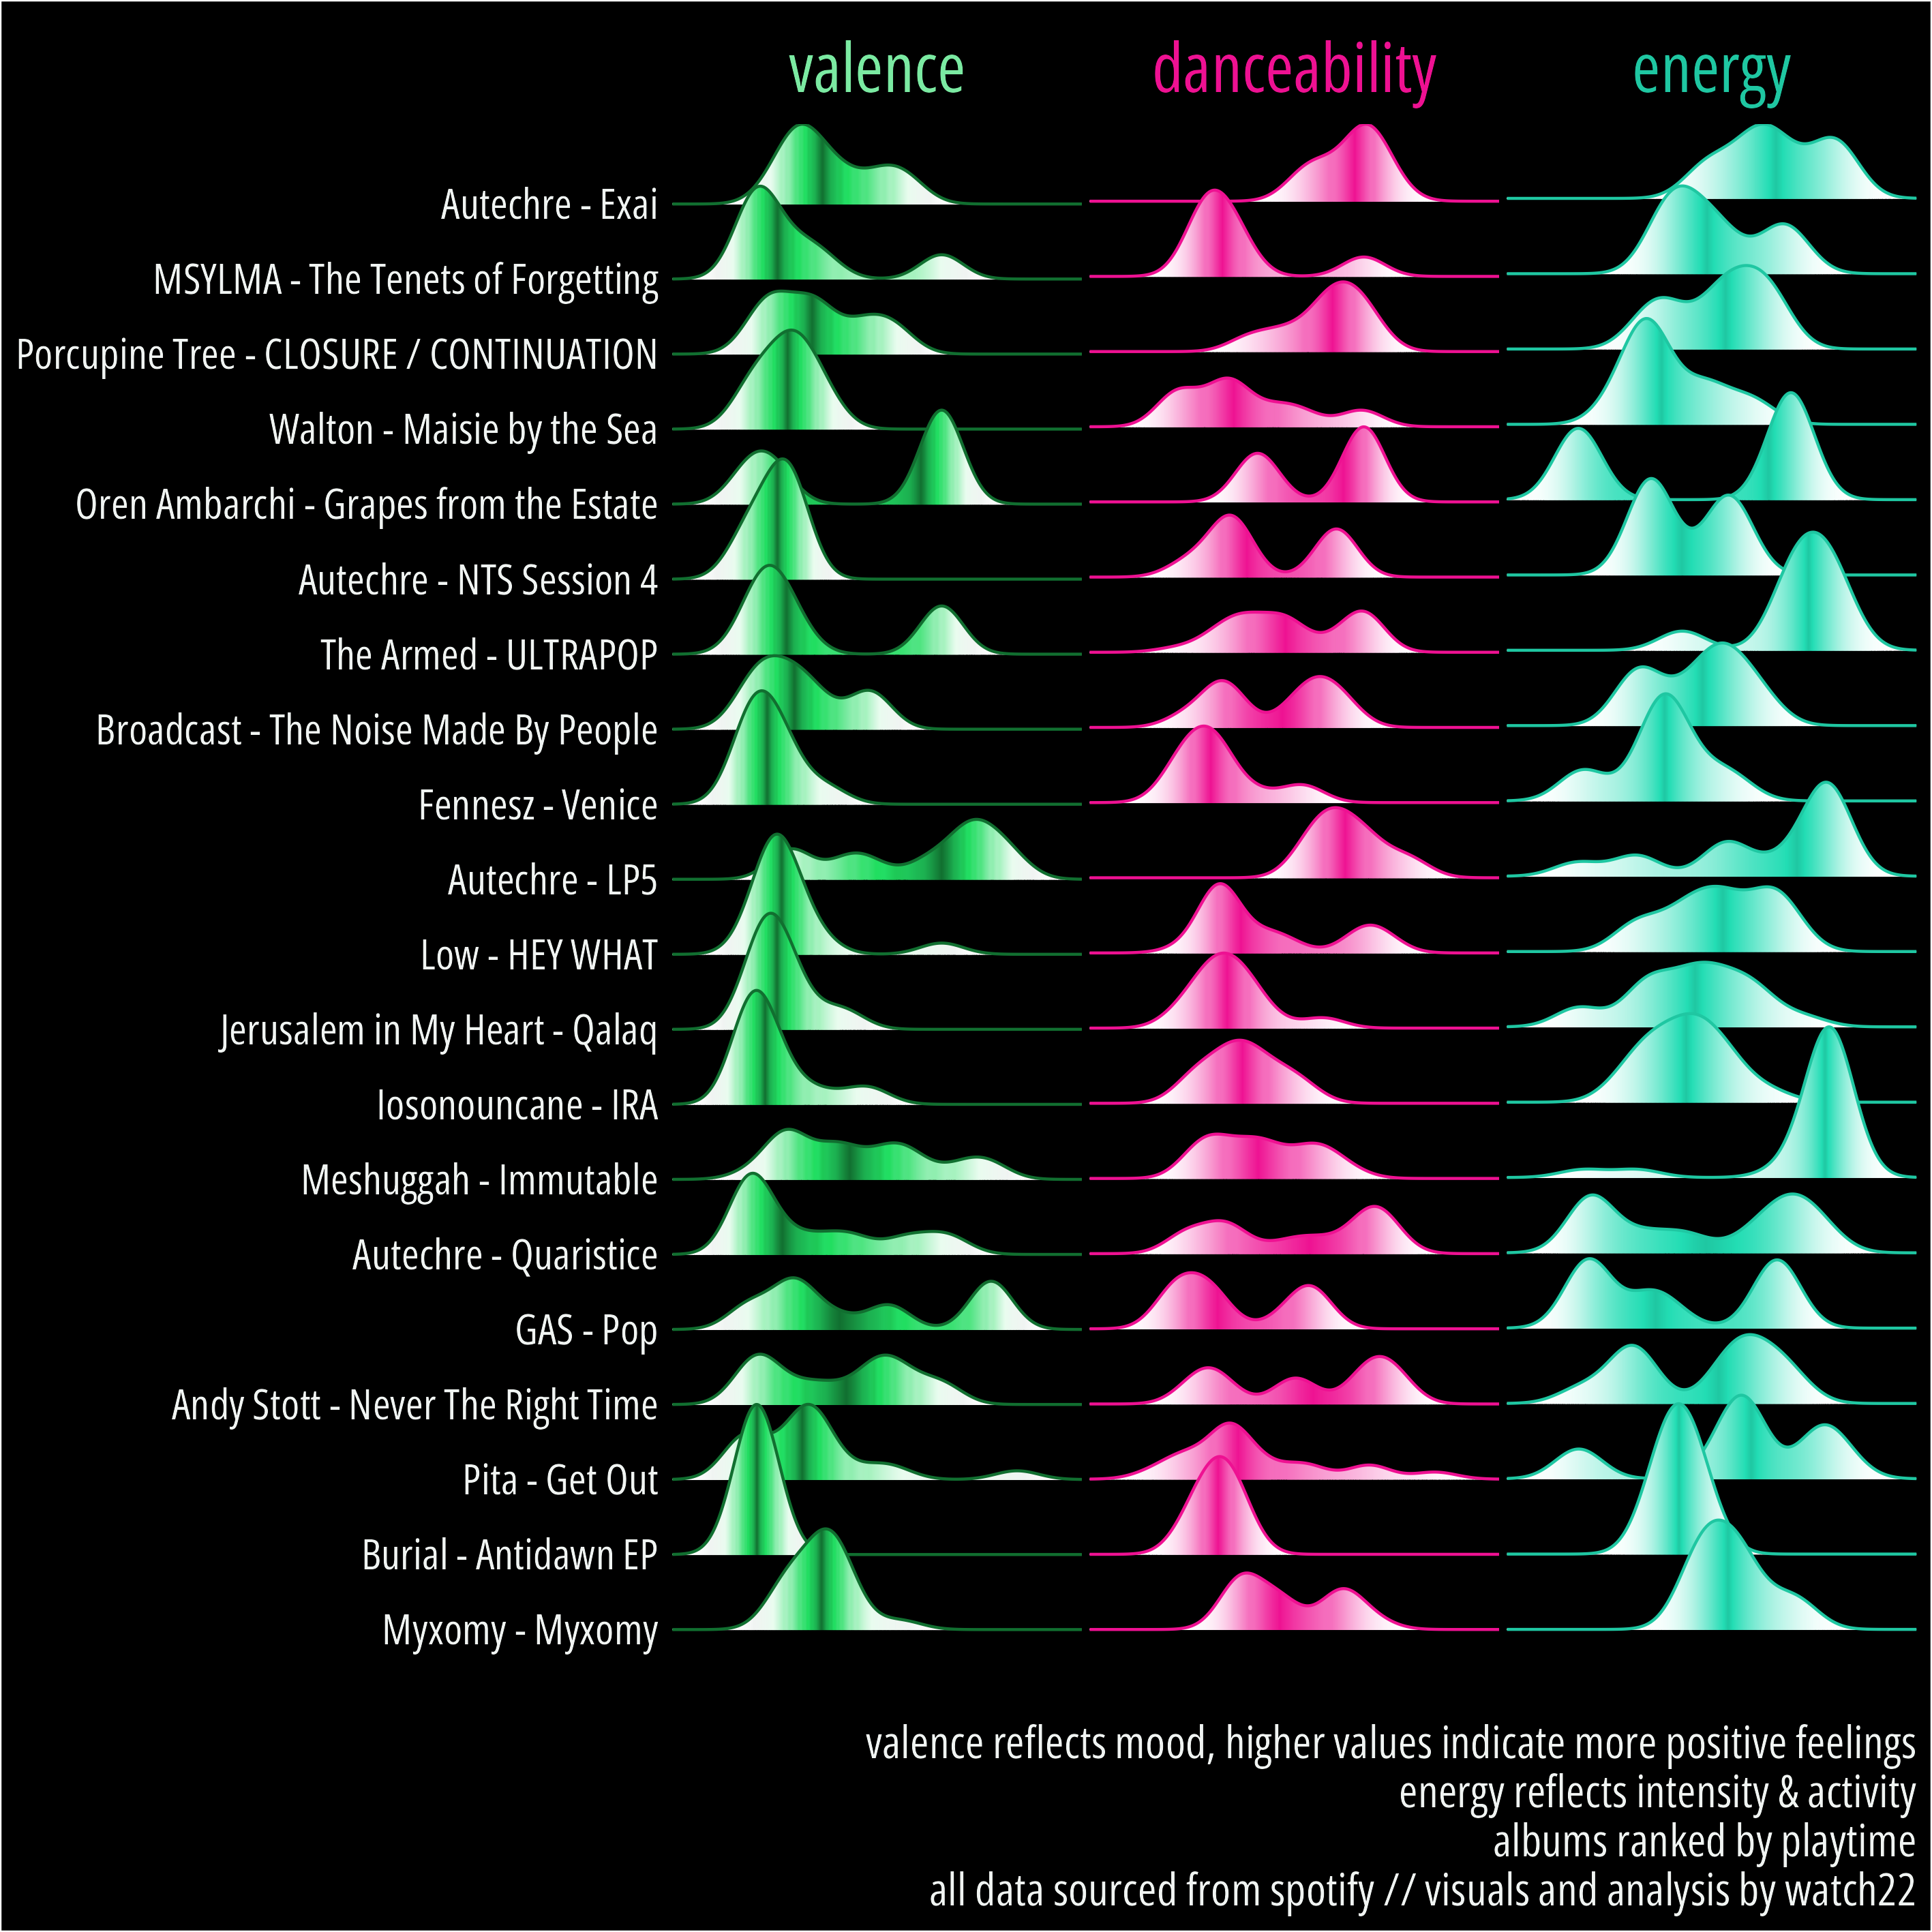 valence danceability energy
Autechre - Exai
MSYLMA - The Tenets of Forgetting
Porcupine Tree - CLOSURE / CONTINUATION
Walton - Maisie by the Sea
Oren Ambarchi - Grapes from the Estate
Autechre - NTS Session 4
The Armed - ULTRAPOP
Broadcast - The Noise Made By People
Fennesz - Venice
Autechre - LP5
Low - HEY WHAT
Jerusalem in My Heart - Qalaq
Iosonouncane - IRA
Meshuggah - Immutable
Autechre - Quaristice
GAS - Pop
Andy Stott - Never The Right Time
Pita - Get Out
Burial - Antidawn EP
Myxomy - Myxomy
valence reflects mood, higher values indicate more positive feelings
energy reflects intensity & activity
albums ranked by playtime
all data sourced from spotify // visuals and analysis by watch22